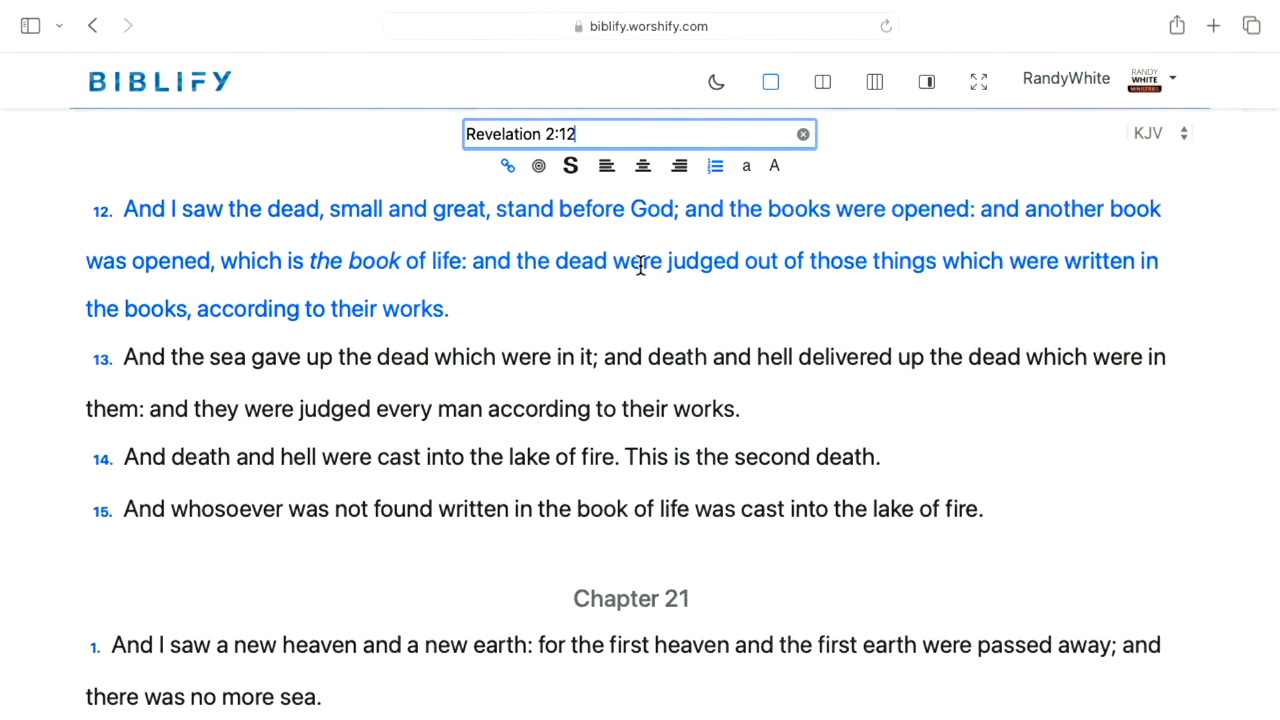 biblify.worshify.com
BIBLIFY
RandyWhite
RANDY
WHITE
MINISTRIES
Revelation 2:12
KJV
S
a A
12. And I saw the dead, small and great, stand before God; and the books were opened: and another book
was opened, which is the book of life: and the dead were judged out of those things which were written in
the books, according to their works.
13. And the sea gave up the dead which were in it; and death and hell delivered up the dead which were in
them: and they were judged every man according to their works.
14. And death and hell were cast into the lake of fire. This is the second death.
15. And whosoever was not found written in the book of life was cast into the lake of fire.
Chapter 21
1. And I saw a new heaven and a new earth: for the first heaven and the first earth were passed away; and
there was no more sea.